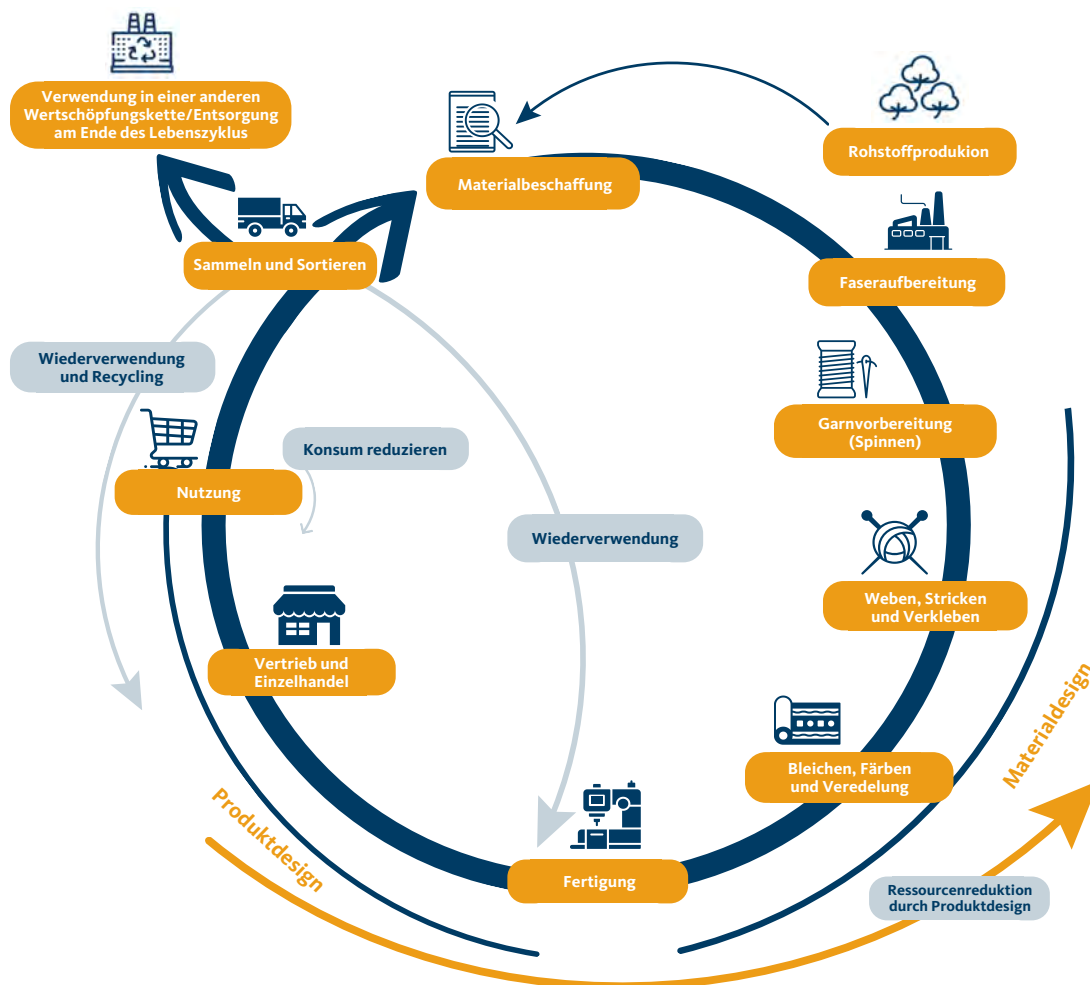 Verwendung in einer anderen
Wertschöpfungskette/Entsorgung
am Ende des Lebenszyklus
Rohstoffprodukion
Materialbeschaffung
Sammeln und Sortieren
Faseraufbereitung
Wiederverwendung
und Recycling
Garnvorbereitung
(Spinnen)
Konsum reduzieren
Nutzung
Wiederverwendung
Weben, Stricken
und Verkleben
Vertrieb und
Einzelhandel
Materialdesign
Bleichen, Färben
und Veredelung
Produktdesign
Fertigung
Ressourcenreduktion
durch Produktdesign